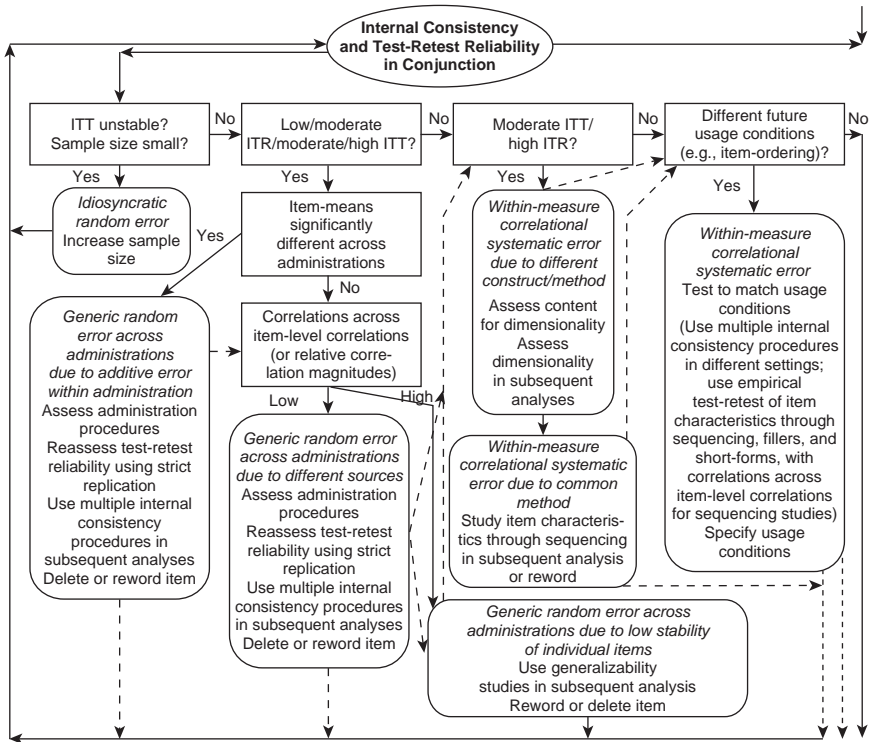 Internal Consistency
and Test-Retest Reliability
in Conjunction
ITT unstable?
Sample size small?
No
Low/moderate
ITR/moderate/high ITT?
No
Moderate ITT/
high ITR?
No
Different future
usage conditions
(e.g., item-ordering)?
No
Yes
Idiosyncratic
random error
Increase sample
size
Yes
Item-means
significantly
different across
administrations
Yes
No
Generic random
error across
administrations
due to additive error
within administration
Assess administration
procedures
Reassess test-retest
reliability using strict
replication
Use multiple internal
consistency
procedures in
subsequent analyses
Delete or reword item
Correlations across
item-level correlations
(or relative corre-
lation magnitudes)
Low
High
Generic random error
across administrations
due to different sources
Assess administration
procedures
Reassess test-retest
reliability using strict
replication
Use multiple internal
consistency procedures
in subsequent analyses
Delete or reword item
Yes
Within-measure
correlational
systematic error
due to different
construct/method
Assess content
for dimensionality
Assess
dimensionality
in subsequent
analyses
Within-measure
correlational systematic
error due to common
method
Study item characteris-
tics through sequencing
in subsequent analysis
or reword
Generic random error across
administrations due to low stability
of individual items
Use generalizability
studies in subsequent analysis
Reword or delete item
Yes
Within-measure
correlational
systematic error
Test to match usage
conditions
(Use multiple internal
consistency procedures
in different settings;
use empirical
test-retest of item
characteristics through
sequencing, fillers, and
short-forms, with
correlations across
item-level correlations
for sequencing studies)
Specify usage
conditions